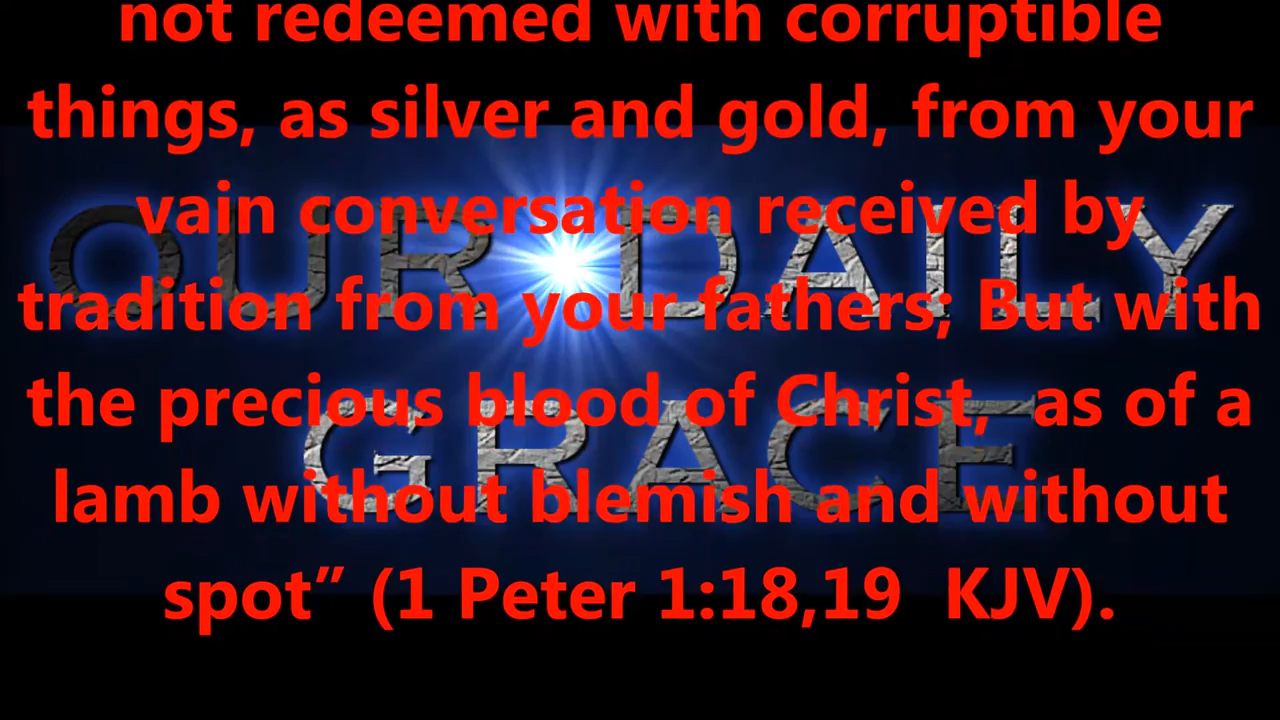 not redeemed with corruptible
things, as silver and gold, from your
vain conversation received by
tradition from your fathers; But with
the precious blood of Christ,  as of a
lamb without blemish and without
spot” (1 Peter 1:18,19  KJV).
OUR DAILY
GRACE